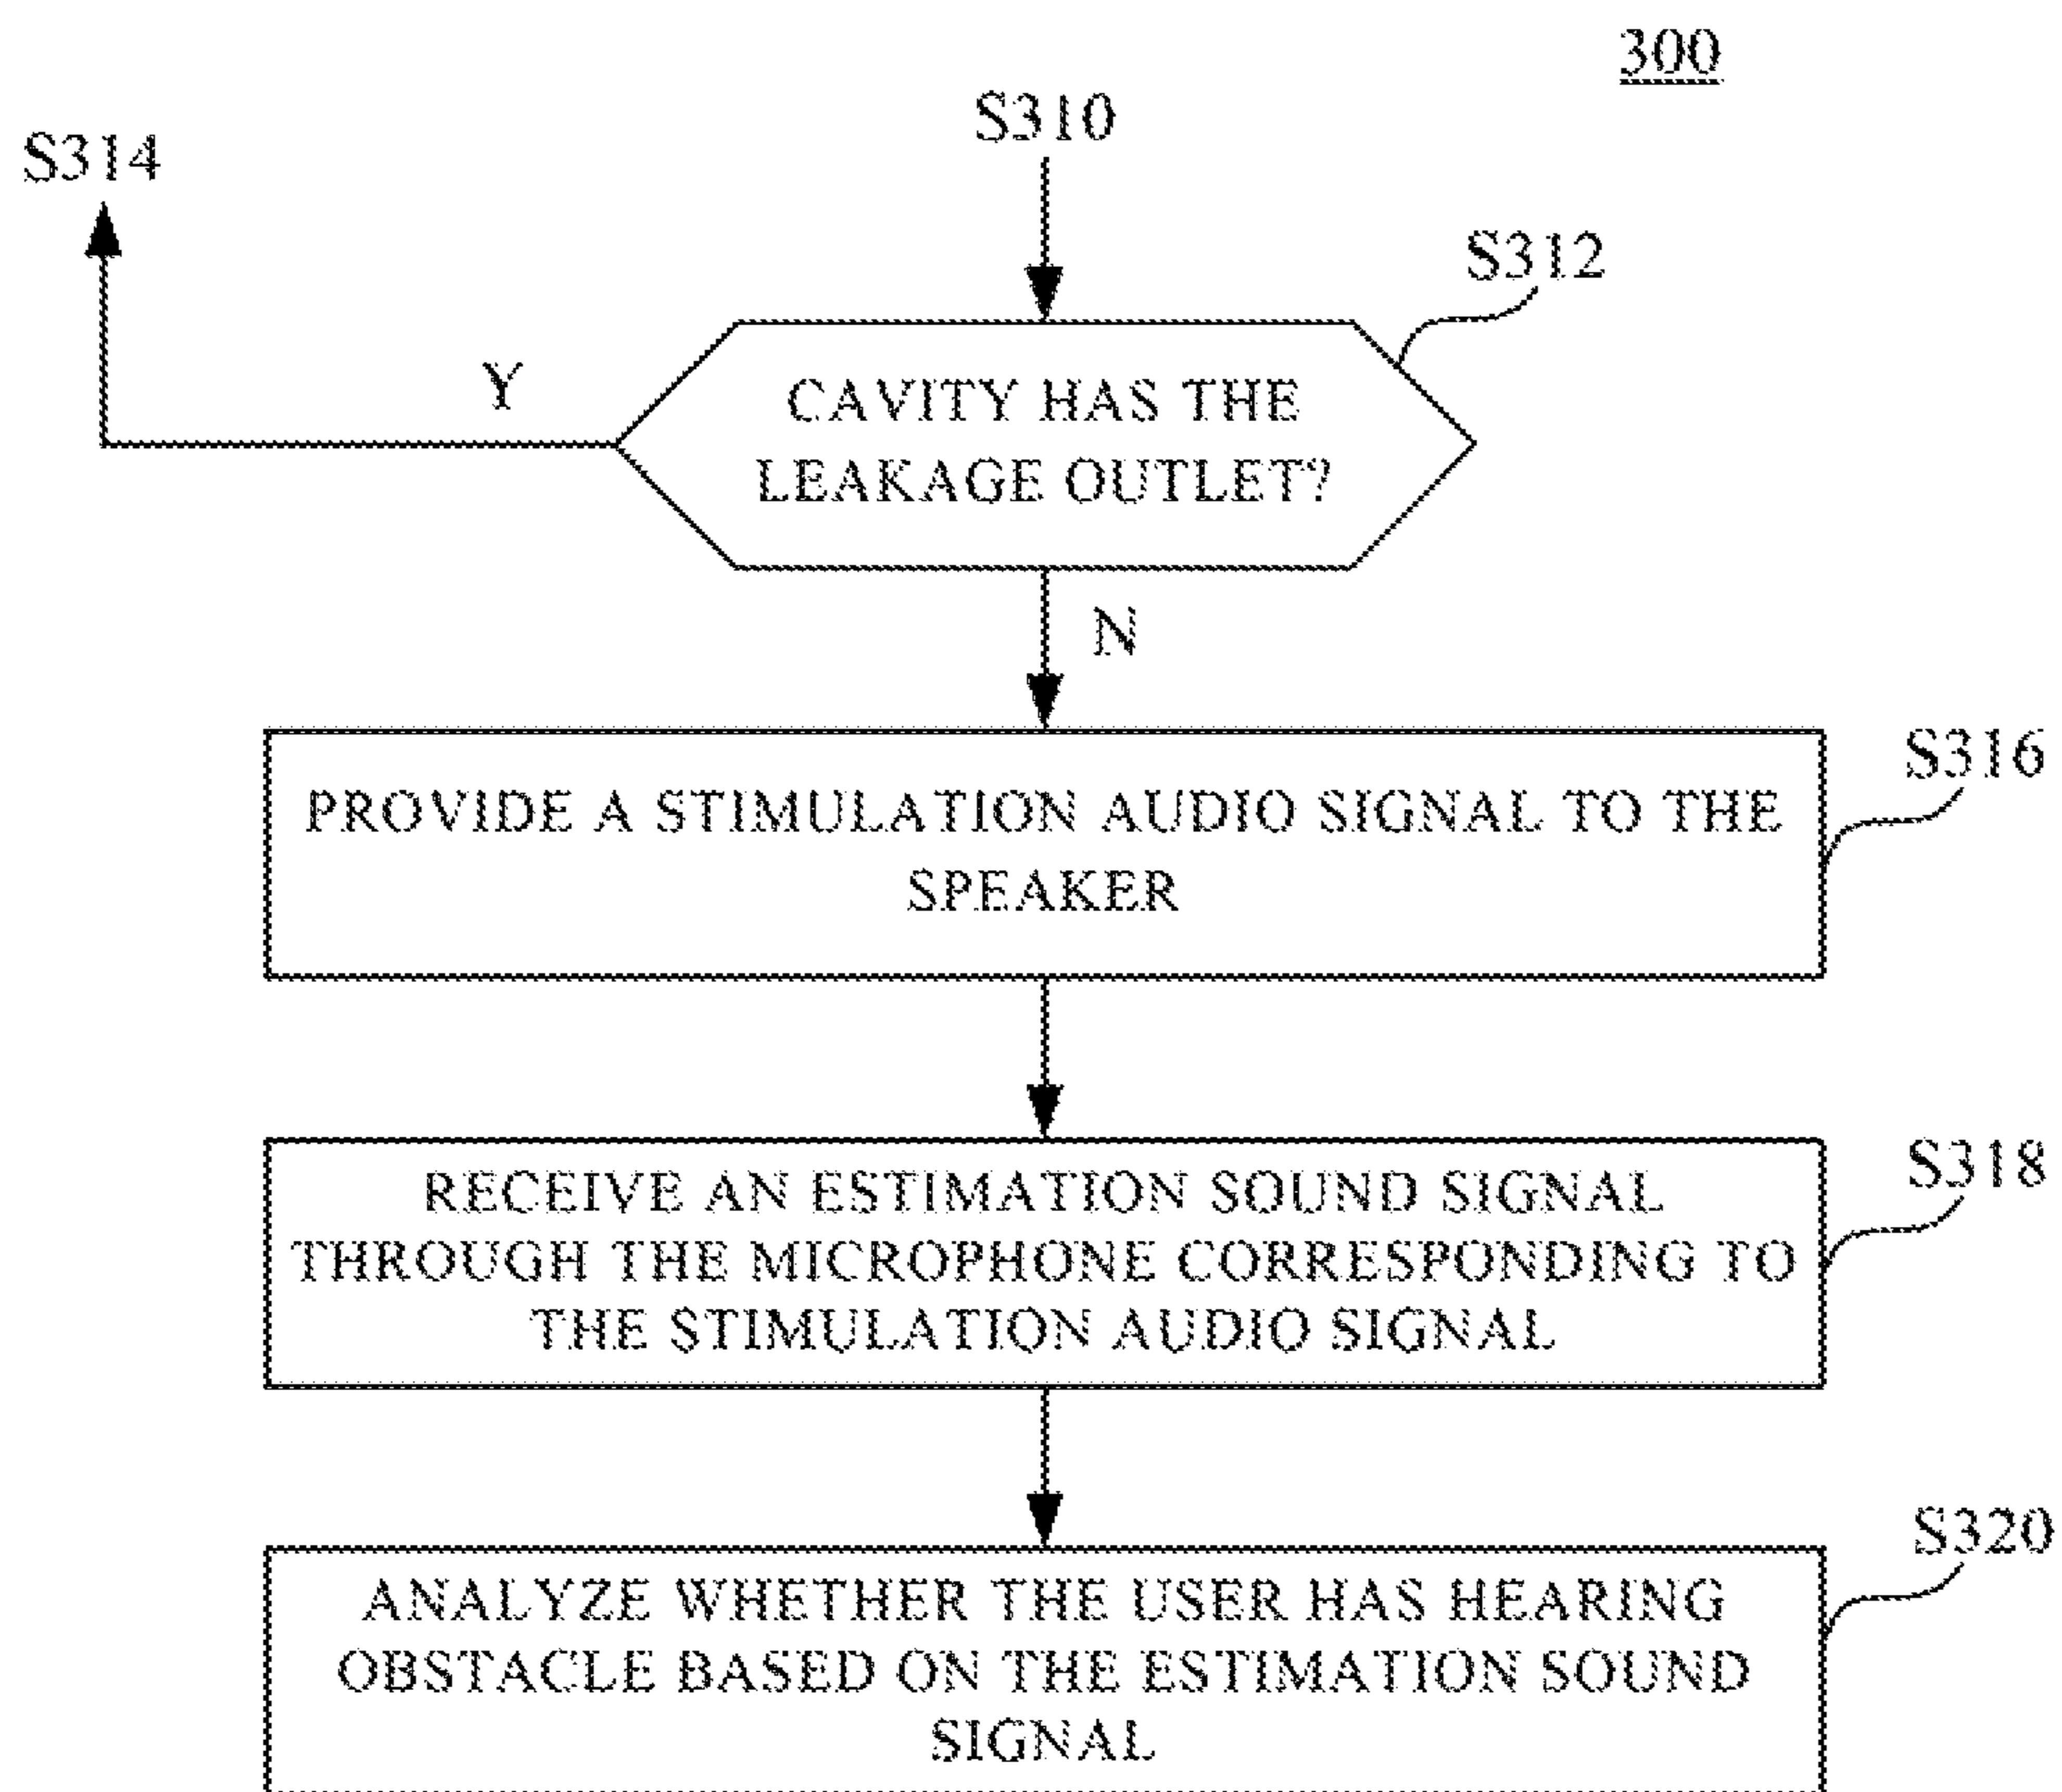 300
S310
S314
S312
CAVITY HAS THE
LEAKAGE OUTLET?
Y
N
S316
PROVIDE A STIMULATION AUDIO SIGNAL TO THE
SPEAKER
S318
RECEIVE AN ESTIMATION SOUND SIGNAL
THROUGH THE MICROPHONE CORRESPONDING TO
THE STIMULATION AUDIO SIGNAL
S320
ANALYZE WHETHER THE USER HAS HEARING
OBSTACLE BASED ON THE ESTIMATION SOUND
SIGNAL